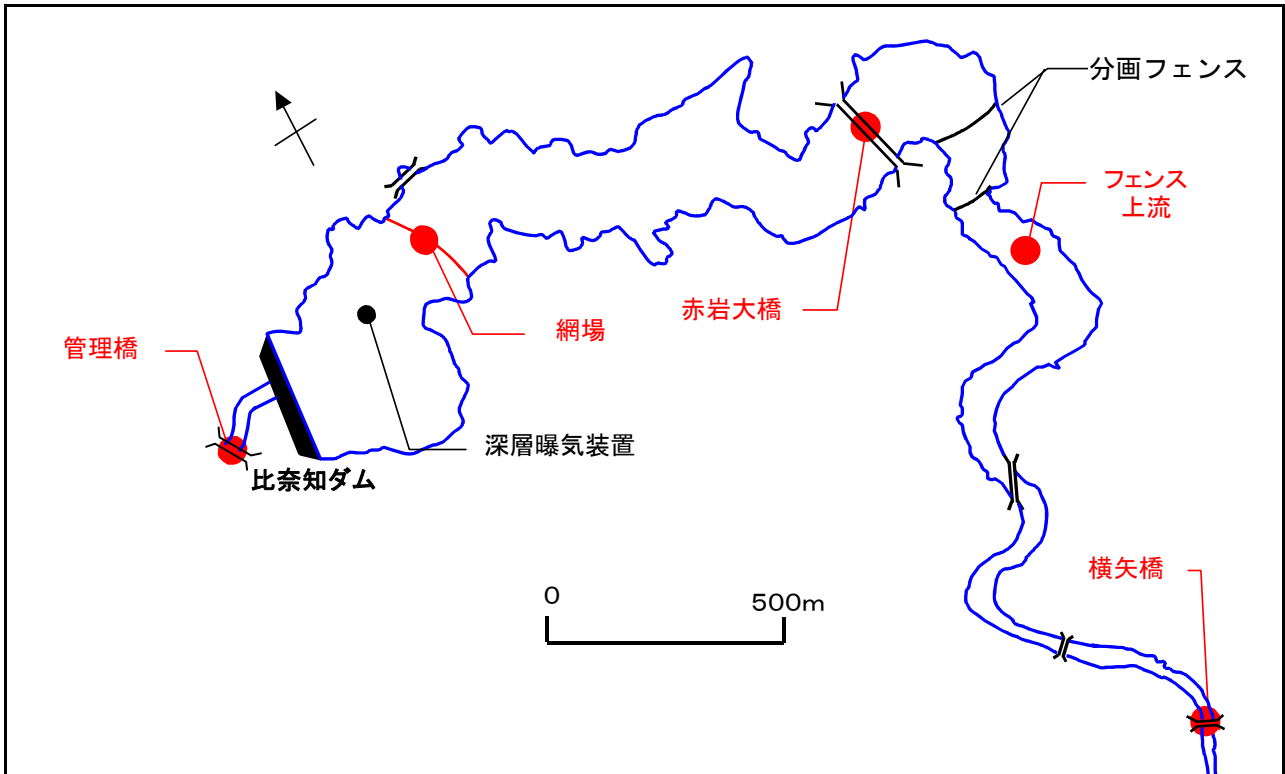 分画フェンス
フェンス
上流
赤岩大橋
網場
管理橋
深層曝気装置
比奈知ダム
横矢橋
0
500m